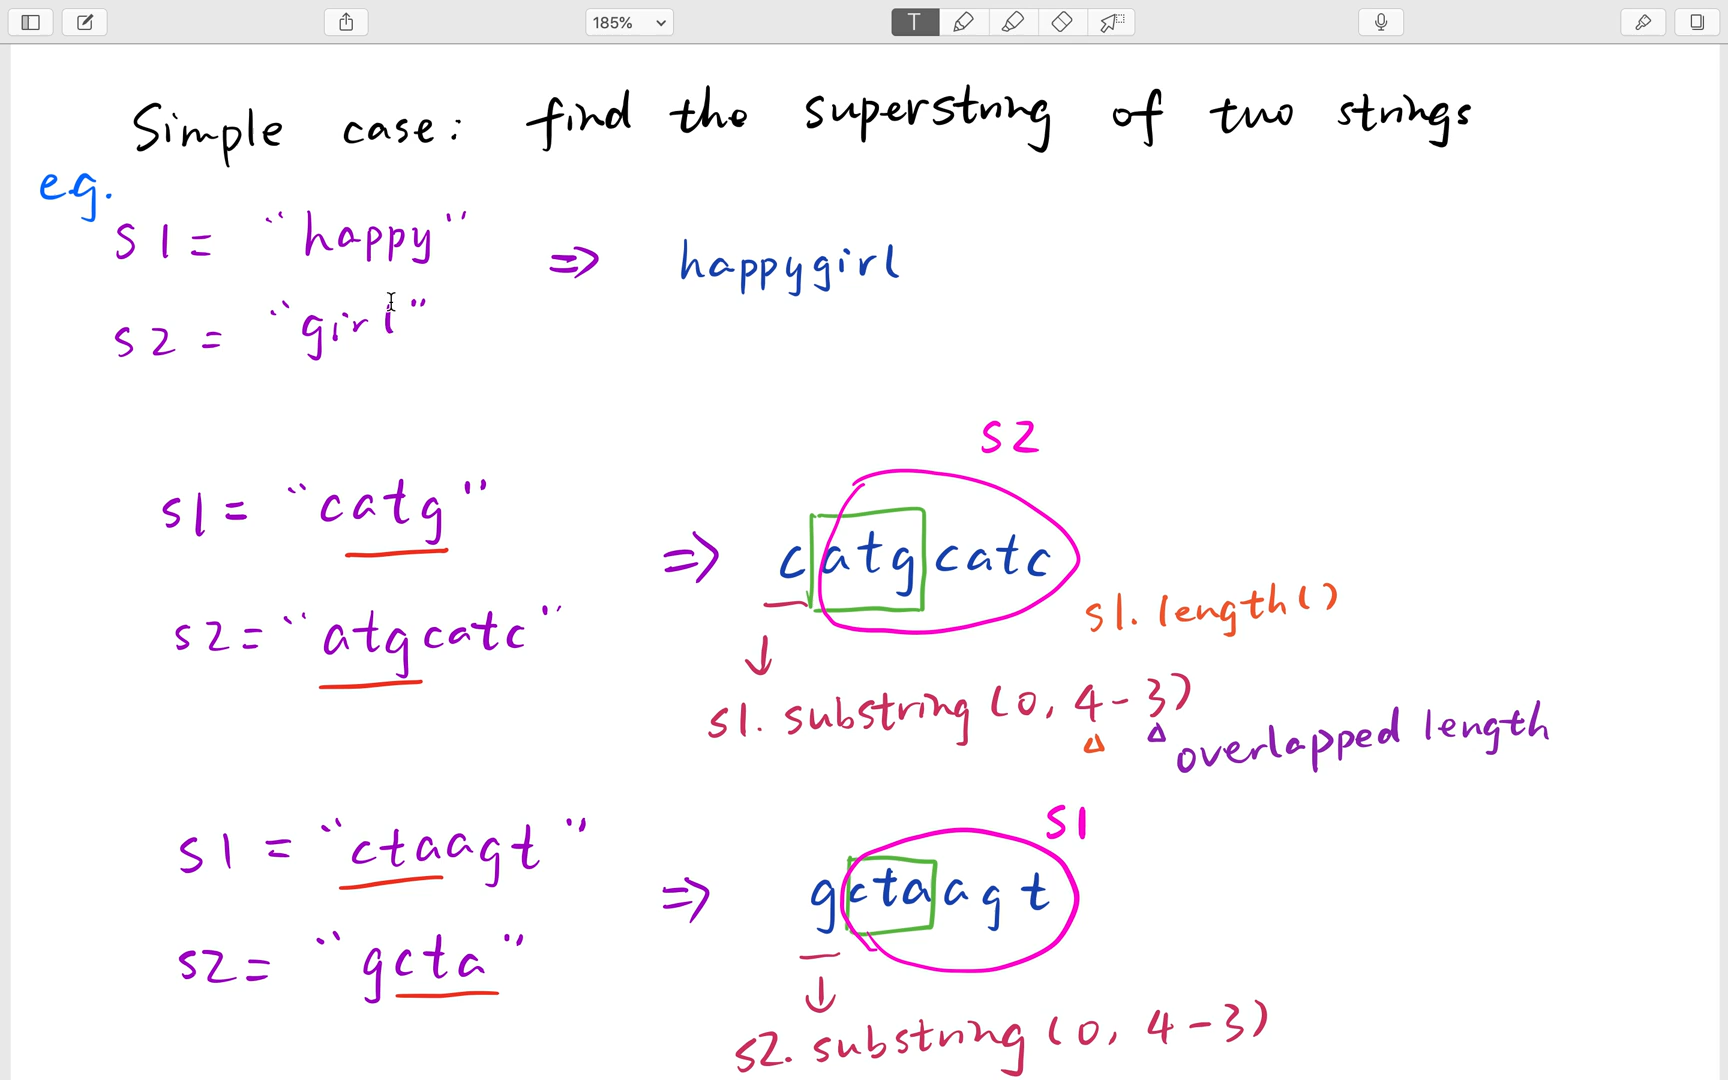 185%
T
Simple case: find the superstring of two strings
e.g.
s1 = "happy" => happygirl
s2 = "girl"
s2
s1 = "catg" => catgcatc
s2 = "atgcatc"
s1. length()
s1. substring (0, 4-3)
overlapped length
s1
s1 = "ctaagt" => gctaagt
s2 = "gcta"
s2. substring (0, 4-3)